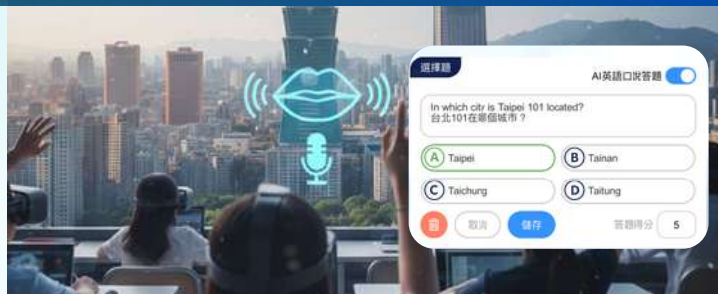 選擇題
AI英語口說答題
In which city is Taipei 101 located?
台北101在哪個城市？
A Taipei
B Tainan
C Taichung
D Taitung
取消
儲存
答題得分 5